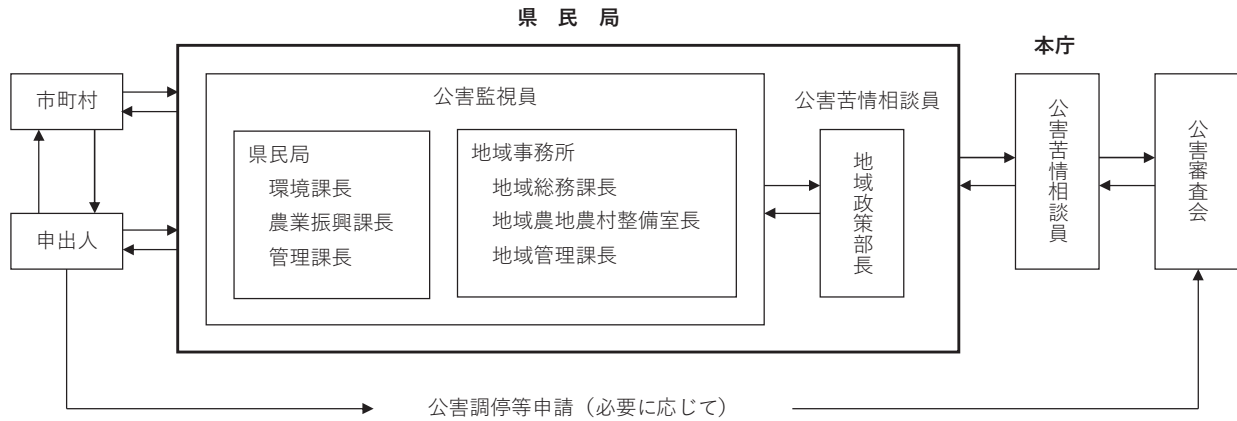 県 民 局
本庁
市町村
申出人
公害監視員
県民局
環境課長
農業振興課長
管理課長
地域事務所
地域総務課長
地域農地農村整備室長
地域管理課長
公害苦情相談員
地域政策部長
公害苦情相談員
公害審査会
公害調停等申請（必要に応じて）